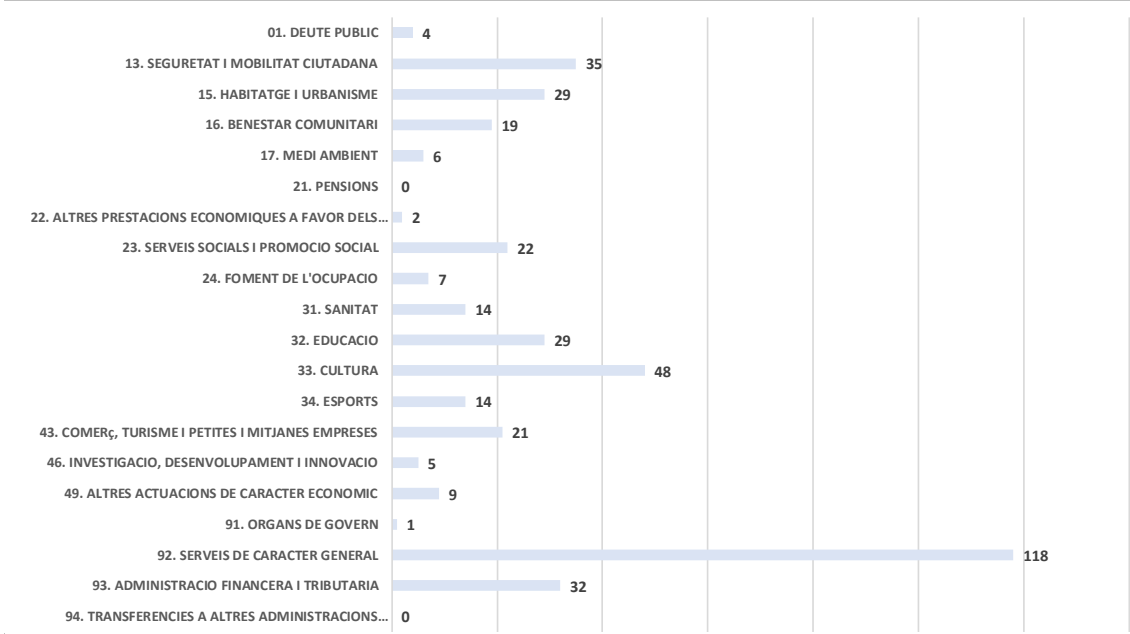 01. DEUTE PUBLIC 4
13. SEGURETAT I MOBILITAT CIUTADANA 35
15. HABITATGE I URBANISME 29
16. BENESTAR COMUNITARI 19
17. MEDI AMBIENT 6
21. PENSIONS 0
22. ALTRES PRESTACIONS ECONOMIQUES A FAVOR DELS… 2
23. SERVEIS SOCIALS I PROMOCIO SOCIAL 22
24. FOMENT DE L'OCUPACIO 7
31. SANITAT 14
32. EDUCACIO 29
33. CULTURA 48
34. ESPORTS 14
43. COMERç, TURISME I PETITES I MITJANES EMPRESES 21
46. INVESTIGACIO, DESENVOLUPAMENT I INNOVACIO 5
49. ALTRES ACTUACIONS DE CARACTER ECONOMIC 9
91. ORGANS DE GOVERN 1
92. SERVEIS DE CARACTER GENERAL 118
93. ADMINISTRACIO FINANCERA I TRIBUTARIA 32
94. TRANSFERENCIES A ALTRES ADMINISTRACIONS… 0